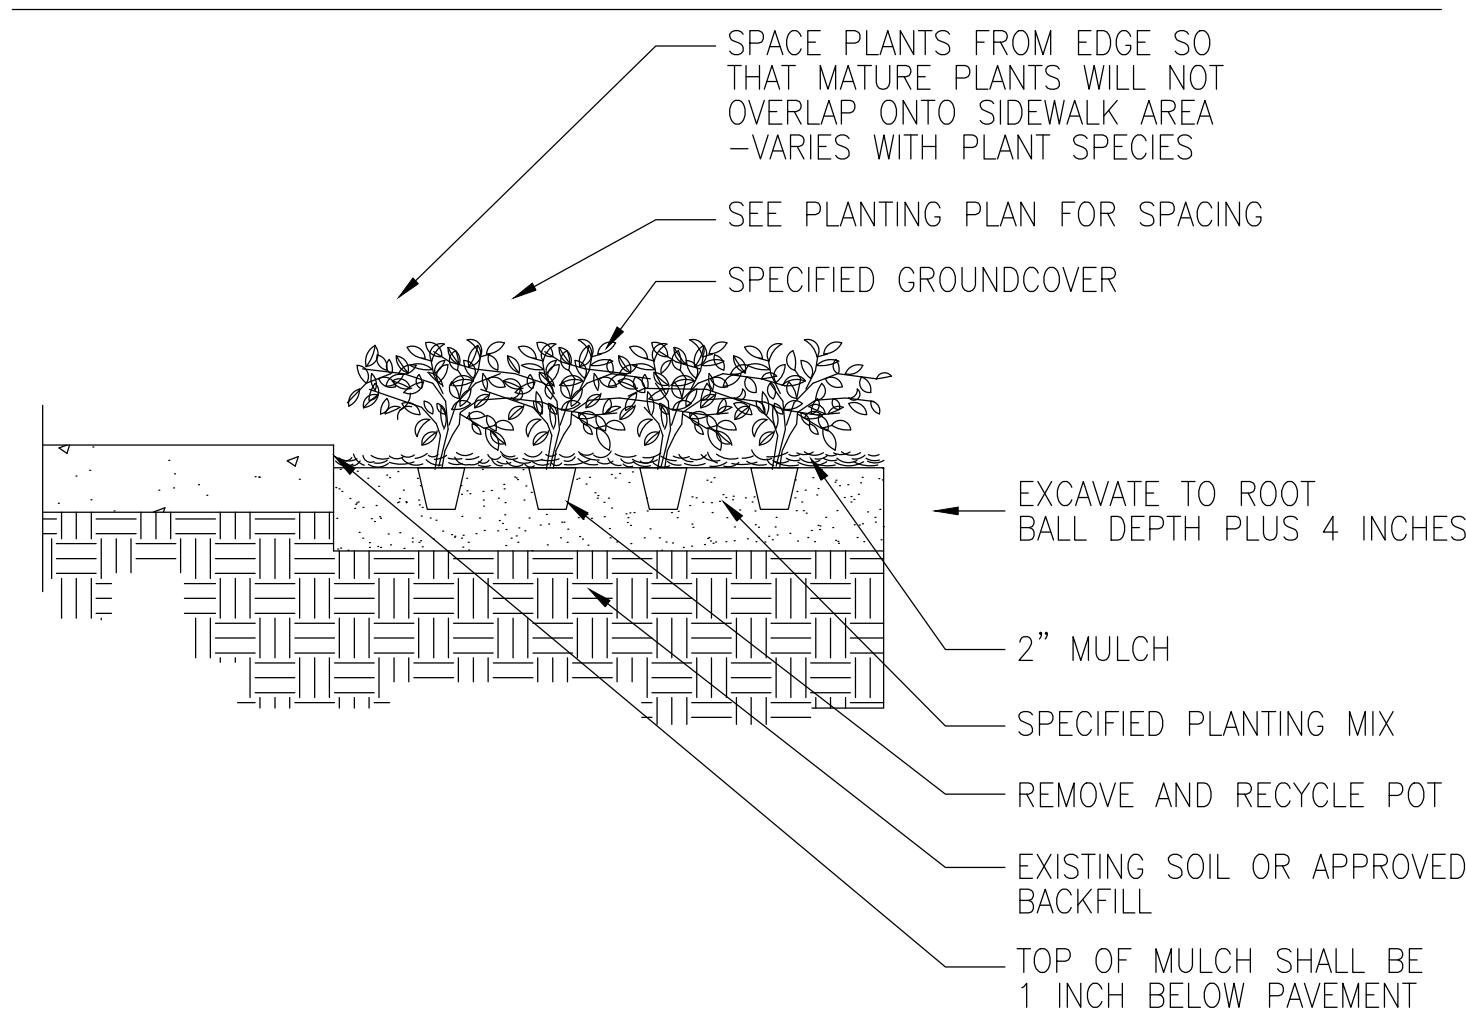 SPACE PLANTS FROM EDGE SO
THAT MATURE PLANTS WILL NOT
OVERLAP ONTO SIDEWALK AREA
-VARIES WITH PLANT SPECIES
SEE PLANTING PLAN FOR SPACING
SPECIFIED GROUNDCOVER
EXCAVATE TO ROOT
BALL DEPTH PLUS 4 INCHES
2" MULCH
SPECIFIED PLANTING MIX
REMOVE AND RECYCLE POT
EXISTING SOIL OR APPROVED
BACKFILL
TOP OF MULCH SHALL BE
1 INCH BELOW PAVEMENT